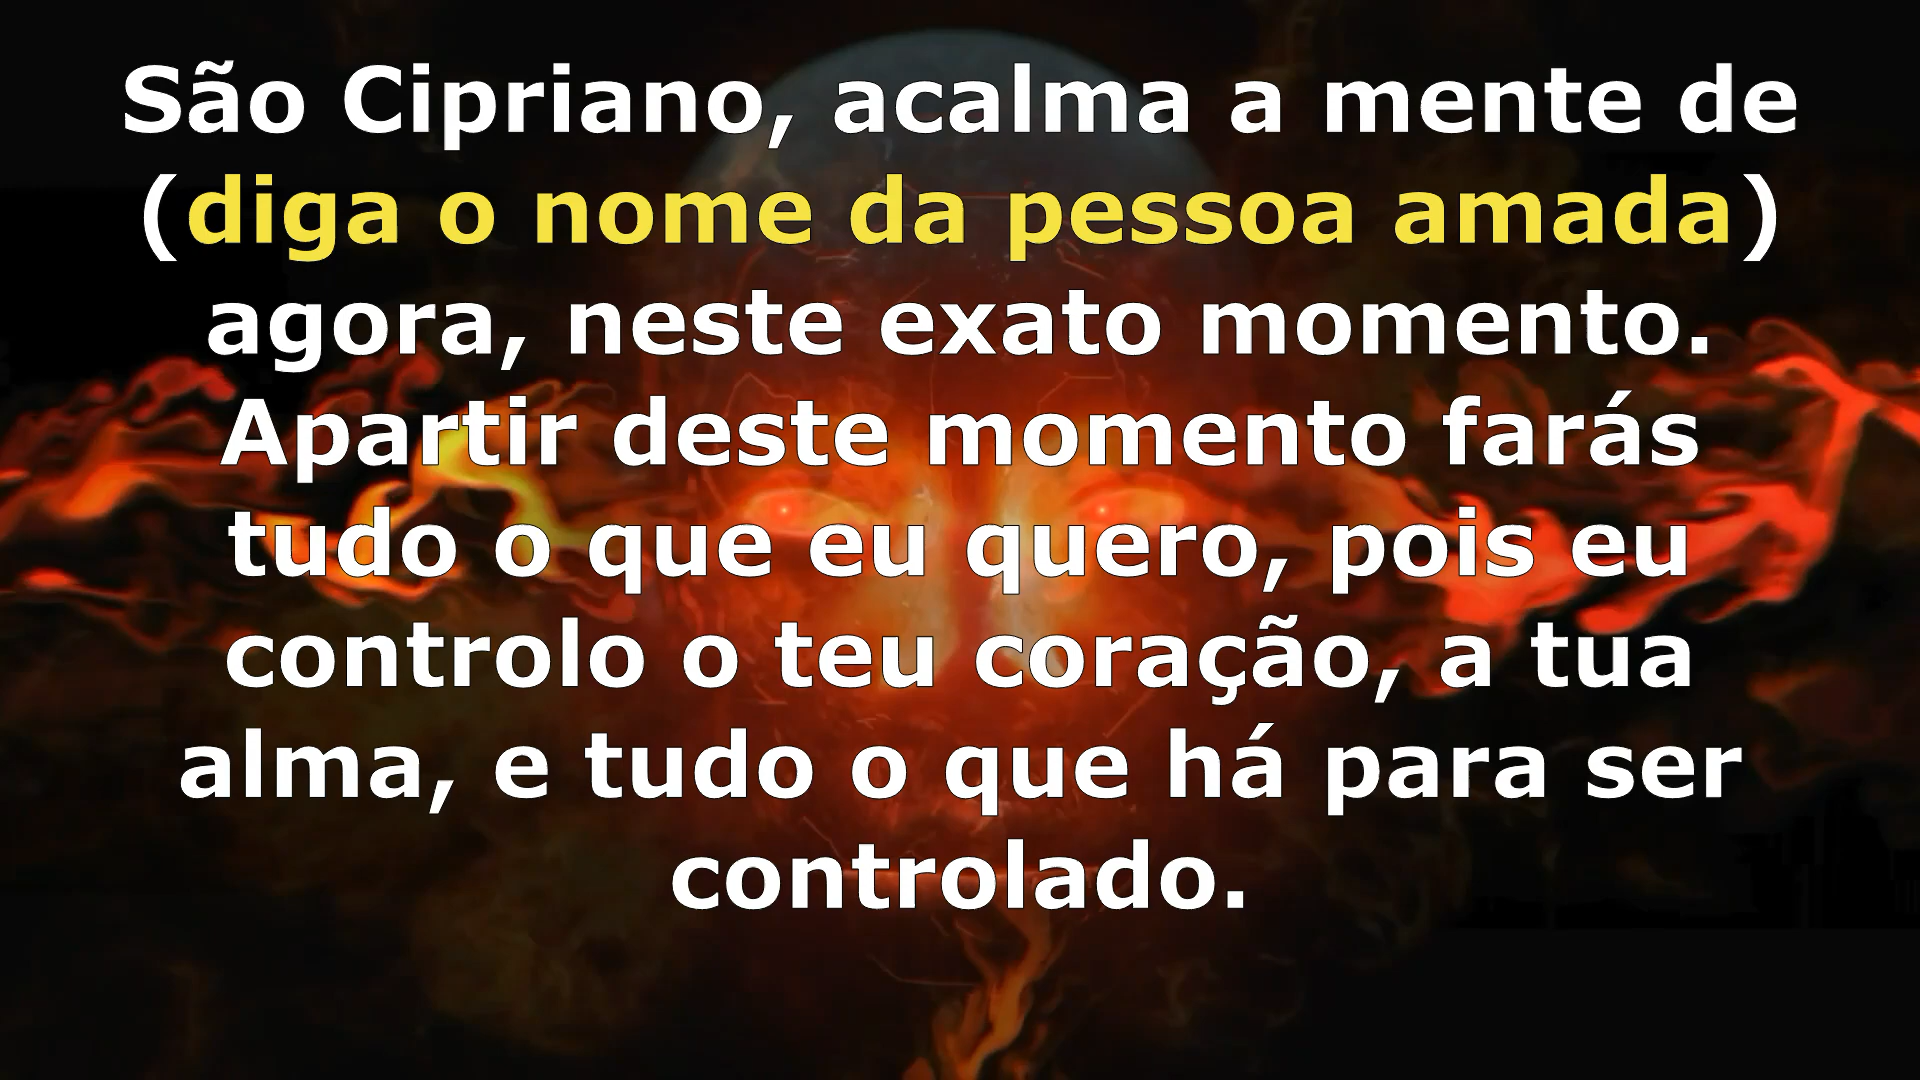 São Cipriano, acalma a mente de
(diga o nome da pessoa amada)
agora, neste exato momento.
Apartir deste momento farás
tudo o que eu quero, pois eu
controlo o teu coração, a tua
alma, e tudo o que há para ser
controlado.